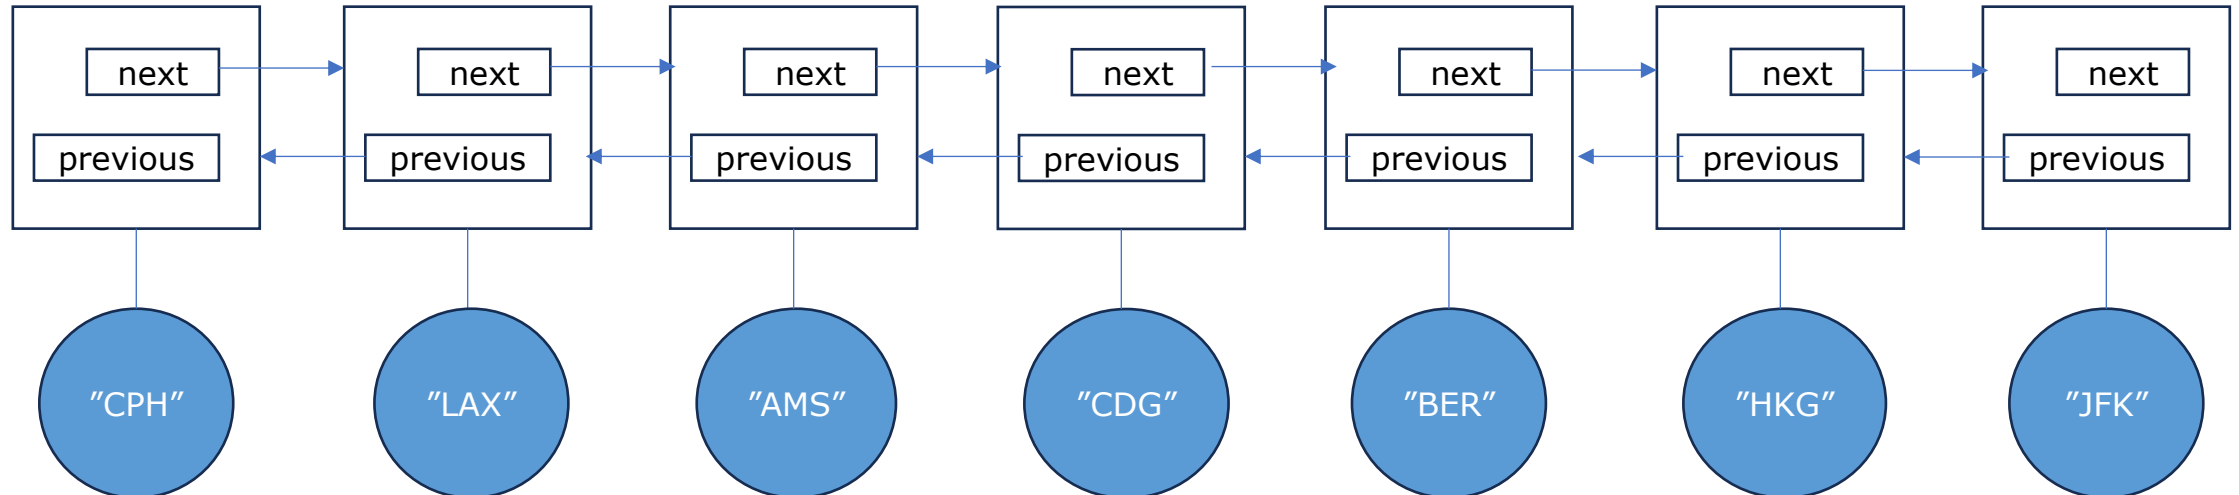 next next next next next next next
previous previous previous previous previous previous previous
”CPH” ”LAX” ”AMS” ”CDG” ”BER” ”HKG” ”JFK”